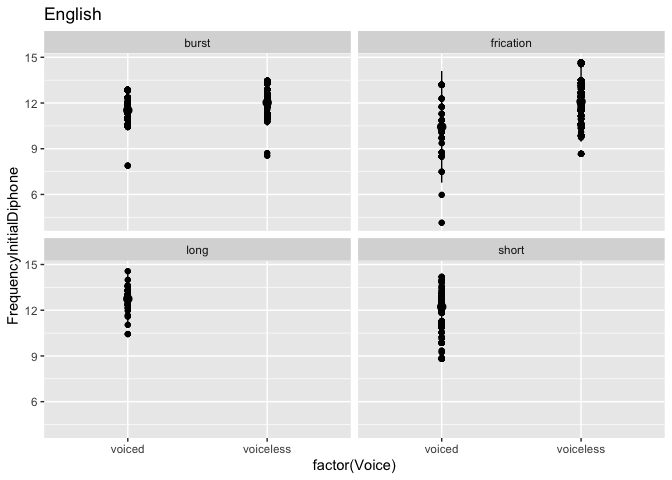 English
burst frication
15
12
9
6
long short
15
12
9
6
voiced voiceless voiced voiceless
factor(Voice)
FrequencyInitialDiphone